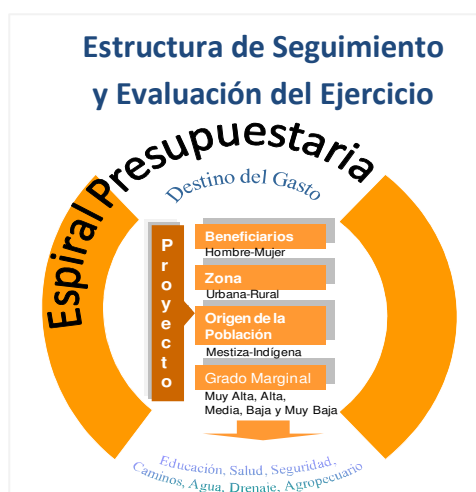 Estructura de Seguimiento
y Evaluación del Ejercicio
Espiral Presupuestaria
Destino del Gasto
Proyecto
Beneficiarios
Hombre-Mujer
Zona
Urbana-Rural
Origen de la
Población
Mestiza-Indígena
Grado Marginal
Muy Alta, Alta,
Media, Baja y Muy Baja
Educación, Salud, Seguridad,
Caminos, Agua, Drenaje, Agropecuario